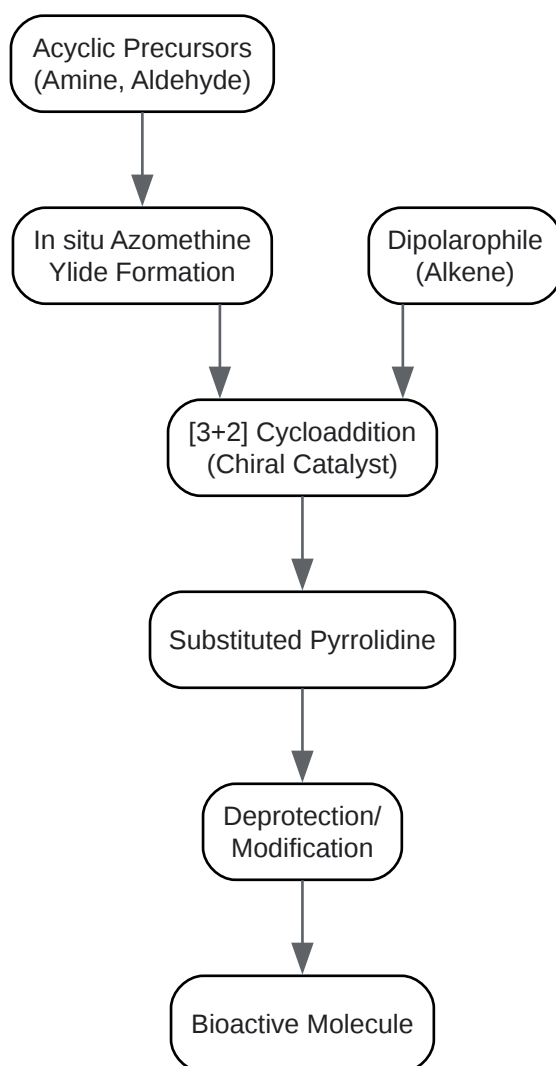 Acyclic Precursors
(Amine, Aldehyde)
In situ Azomethine
Ylide Formation
Dipolarophile
(Alkene)
[3+2] Cycloaddition
(Chiral Catalyst)
Substituted Pyrrolidine
Deprotection/
Modification
Bioactive Molecule